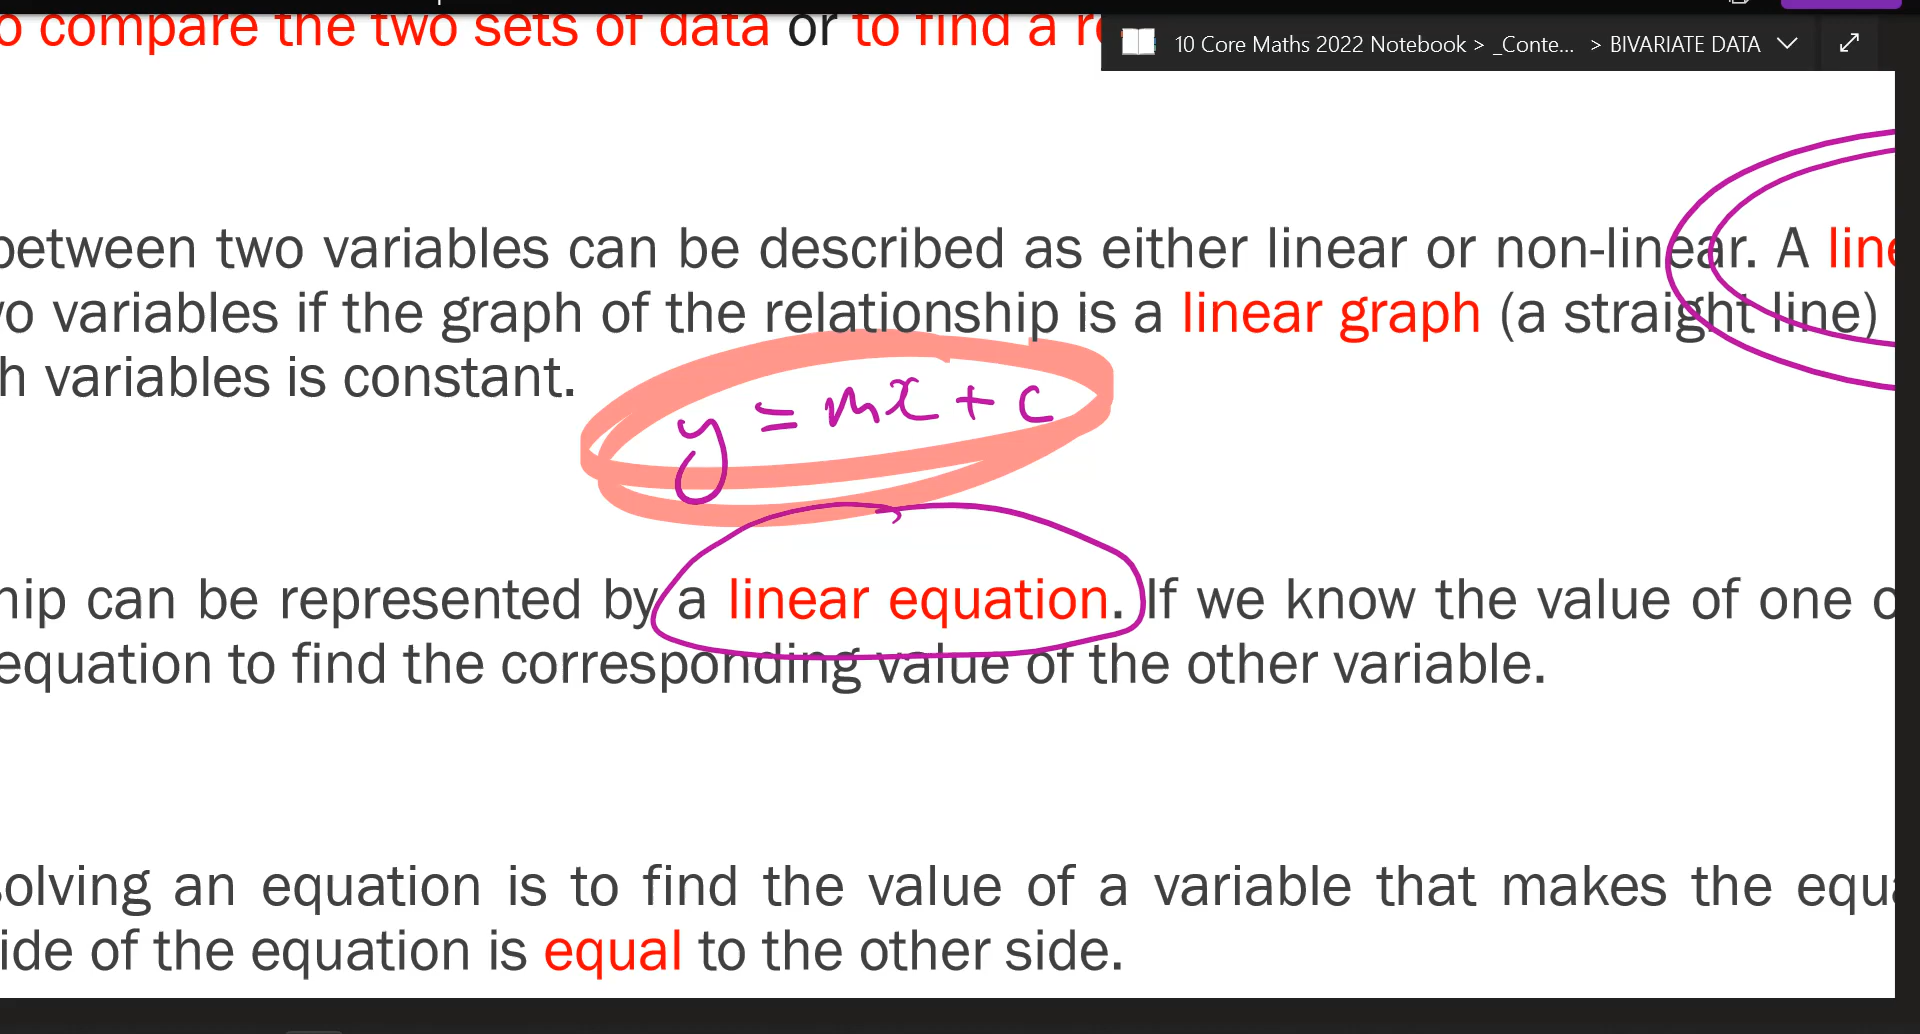 o compare the two sets of data or to find a r
10 Core Maths 2022 Notebook > _Conte... > BIVARIATE DATA
between two variables can be described as either linear or non-linear. A line
wo variables if the graph of the relationship is a linear graph (a straight line)
h variables is constant.
y = mx + c
hip can be represented by a linear equation. If we know the value of one o
equation to find the corresponding value of the other variable.
solving an equation is to find the value of a variable that makes the equa
ide of the equation is equal to the other side.